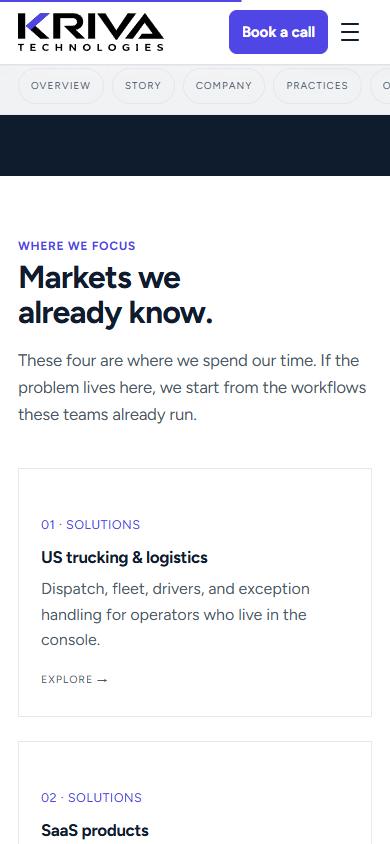 KRIVA
TECHNOLOGIES
Book a call
OVERVIEW
STORY
COMPANY
PRACTICES
WHERE WE FOCUS
Markets we
already know.
These four are where we spend our time. If the
problem lives here, we start from the workflows
these teams already run.
01 · SOLUTIONS
US trucking & logistics
Dispatch, fleet, drivers, and exception
handling for operators who live in the
console.
EXPLORE →
02 · SOLUTIONS
SaaS products